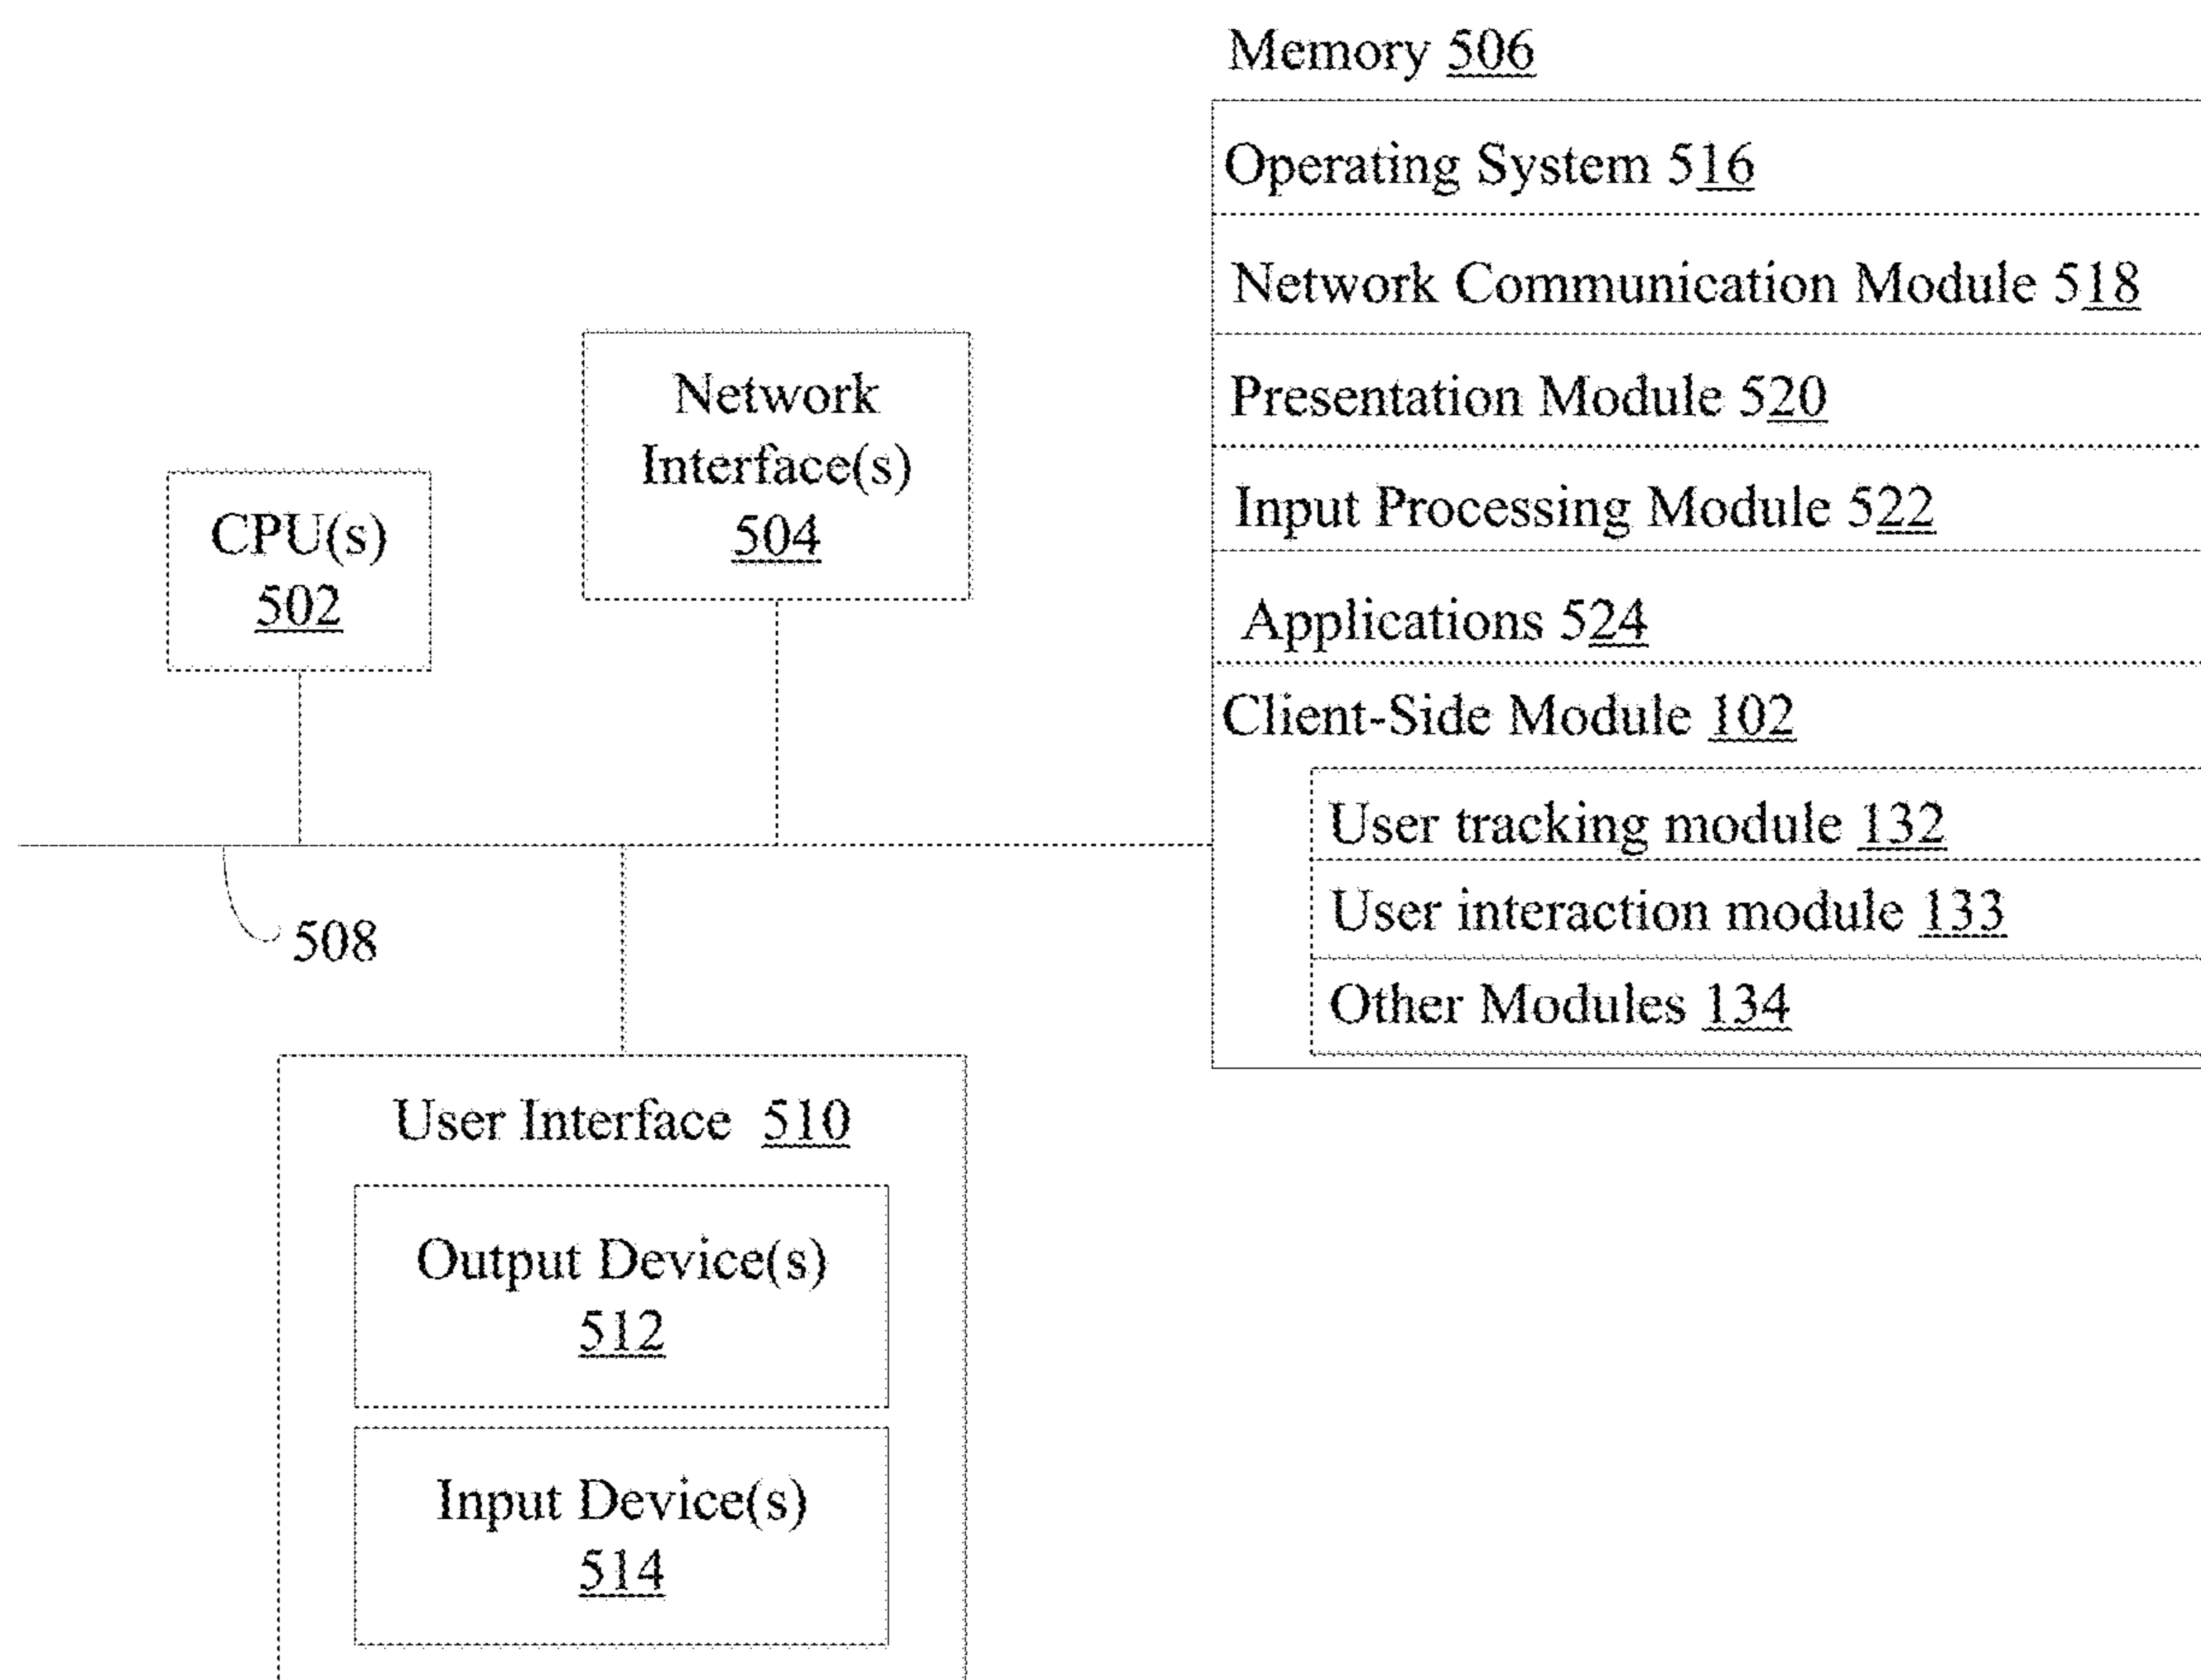 Memory 506
Operating System 516
Network Communication Module 518
Presentation Module 520
Input Processing Module 522
Applications 524
Client-Side Module 102
User tracking module 132
User interaction module 133
Other Modules 134
Network
Interface(s)
504
CPU(s)
502
508
User Interface 510
Output Device(s)
512
Input Device(s)
514